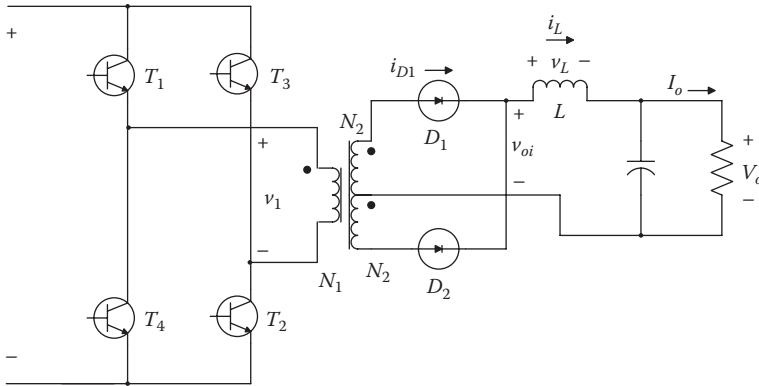 +
T1
T3
T4
T2
−
+
v1
−
N1
N2
N2
iD1
D1
D2
+
voi
−
iL
+ vL −
L
Io
+
Vo
−